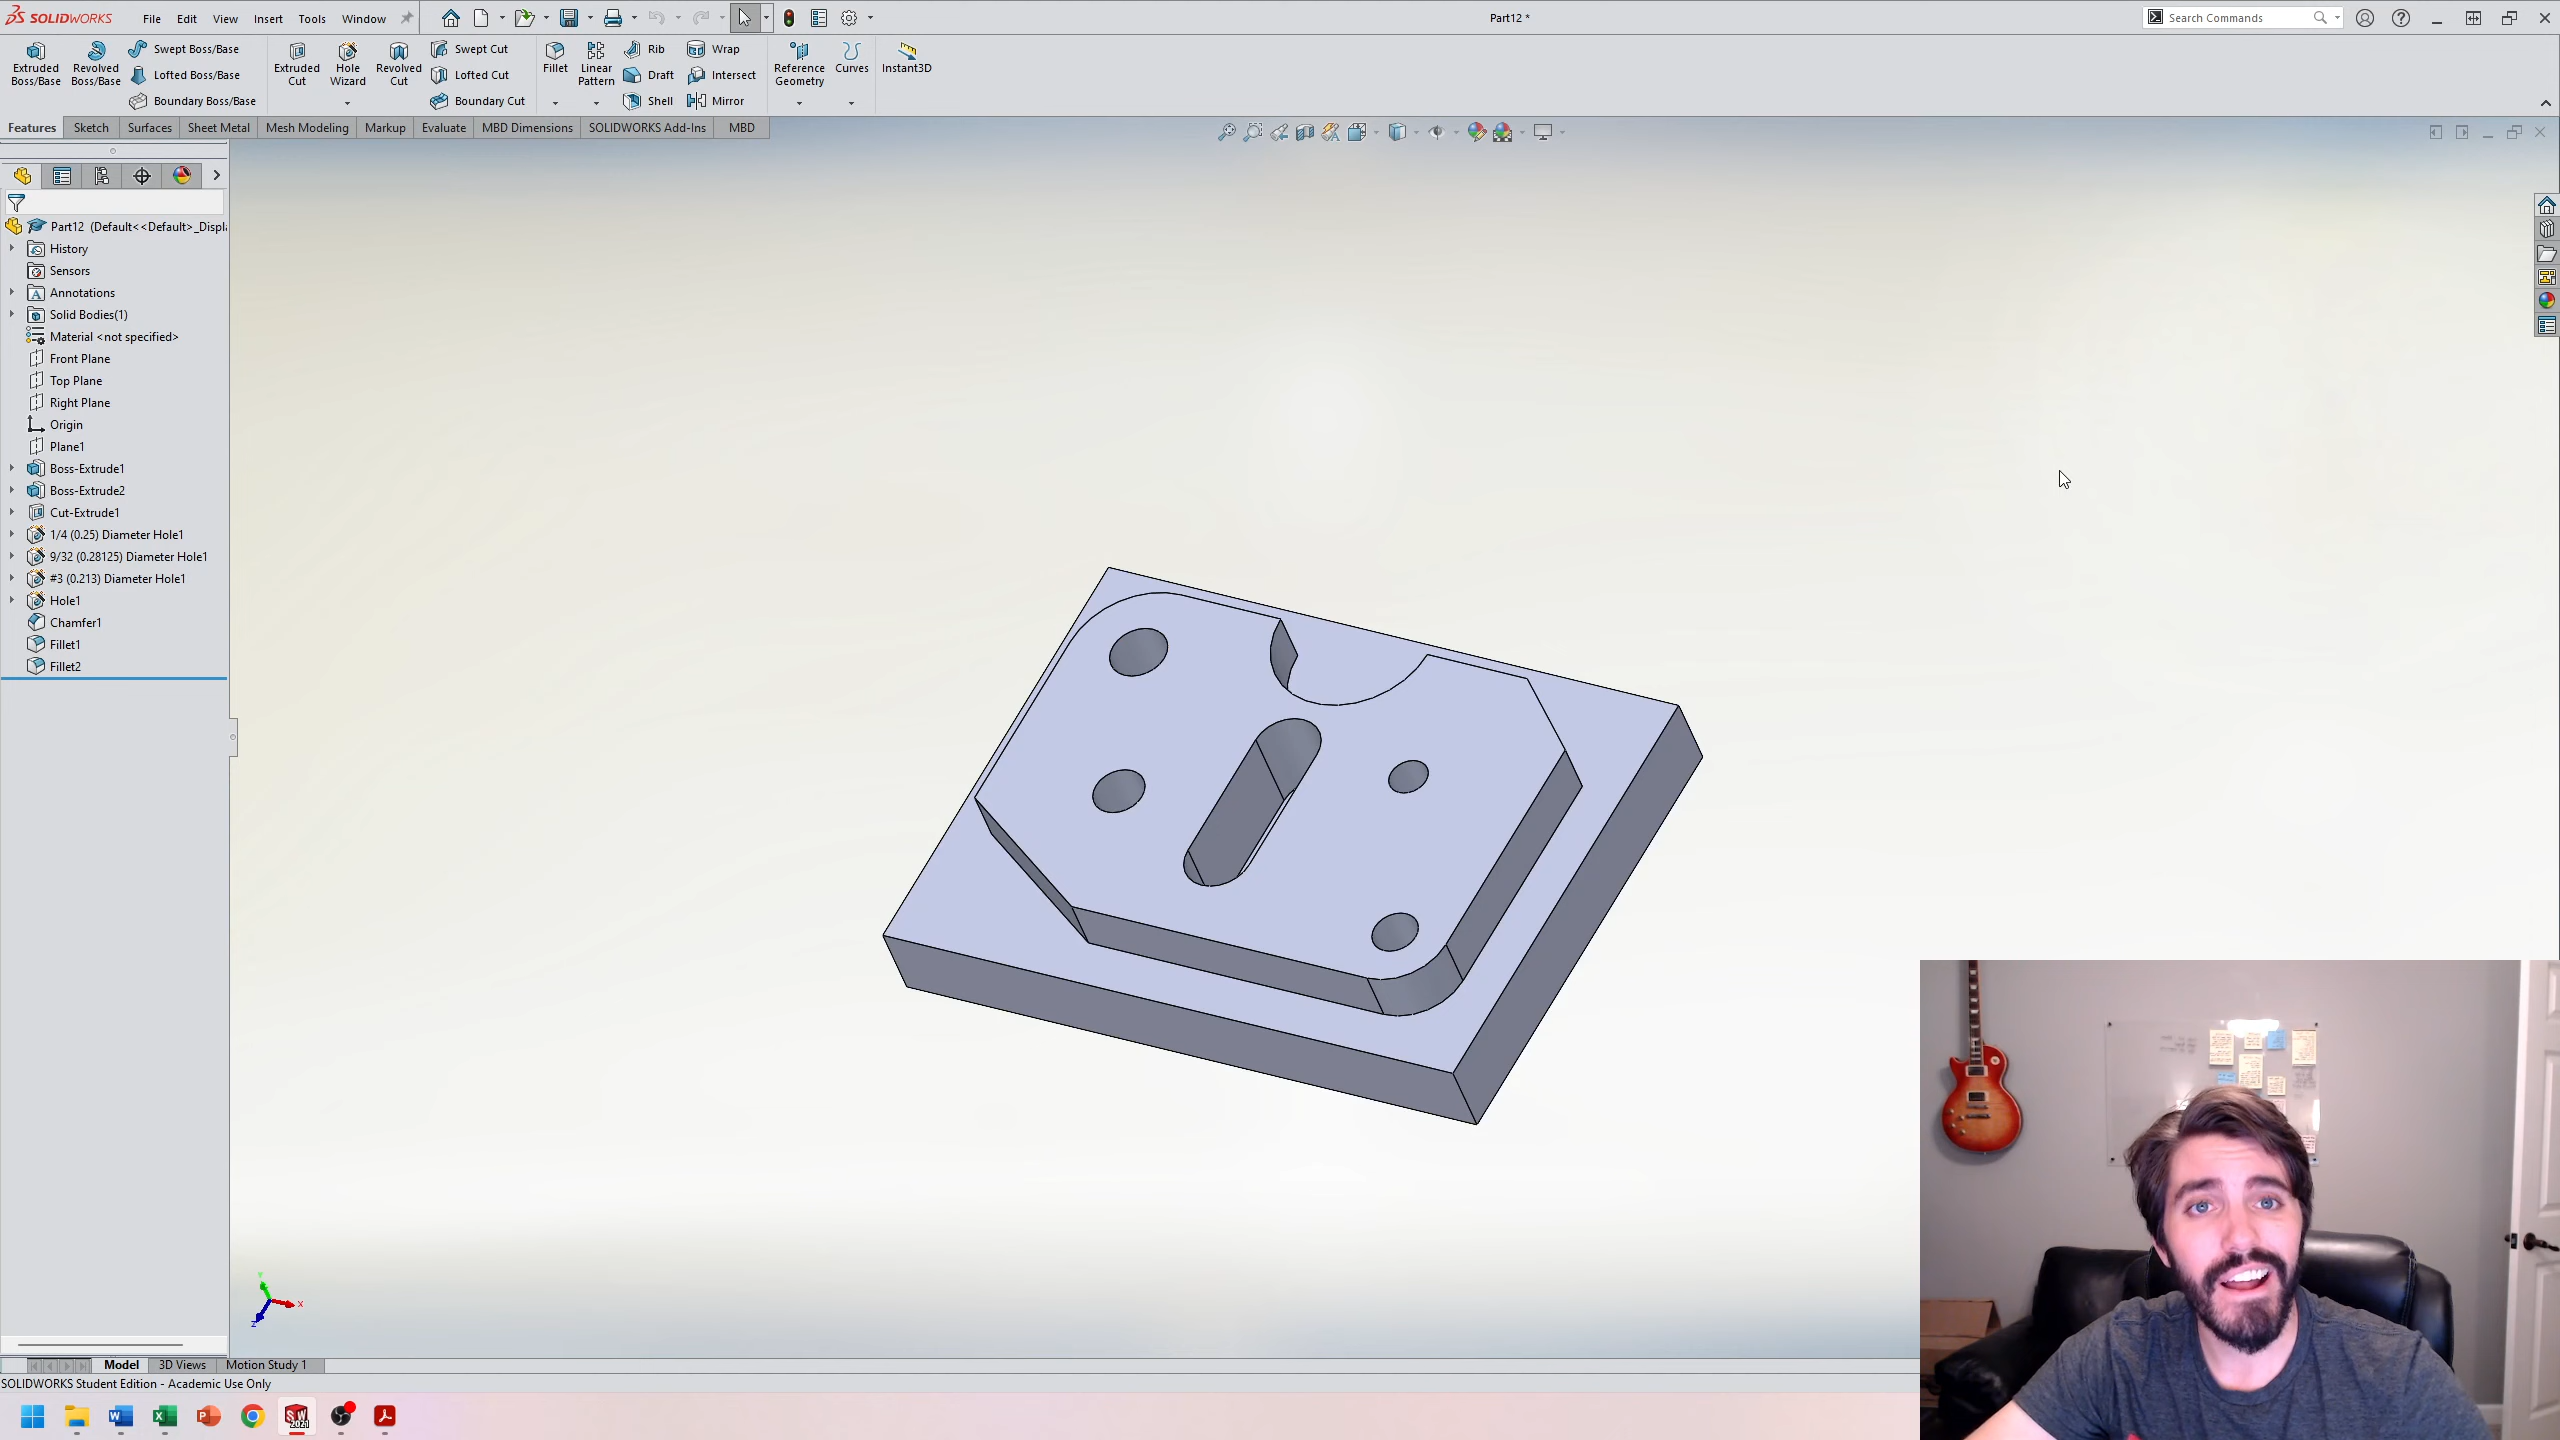 SOLIDWORKS File Edit View Insert Tools Window Part12 * Search Commands
Extruded Boss/Base
Revolved Boss/Base
Swept Boss/Base
Lofted Boss/Base
Boundary Boss/Base
Extruded Cut
Hole Wizard
Revolved Cut
Swept Cut
Lofted Cut
Boundary Cut
Fillet
Linear Pattern
Rib
Draft
Shell
Wrap
Intersect
Mirror
Reference Geometry
Curves
Instant3D
Features Sketch Surfaces Sheet Metal Mesh Modeling Markup Evaluate MBD Dimensions SOLIDWORKS Add-Ins MBD
Part12 (Default<<Default>_Displ
History
Sensors
Annotations
Solid Bodies(1)
Material <not specified>
Front Plane
Top Plane
Right Plane
Origin
Plane1
Boss-Extrude1
Boss-Extrude2
Cut-Extrude1
1/4 (0.25) Diameter Hole1
9/32 (0.28125) Diameter Hole1
#3 (0.213) Diameter Hole1
Hole1
Chamfer1
Fillet1
Fillet2
Y
X
Z
Model 3D Views Motion Study 1
SOLIDWORKS Student Edition - Academic Use Only
SW 2021